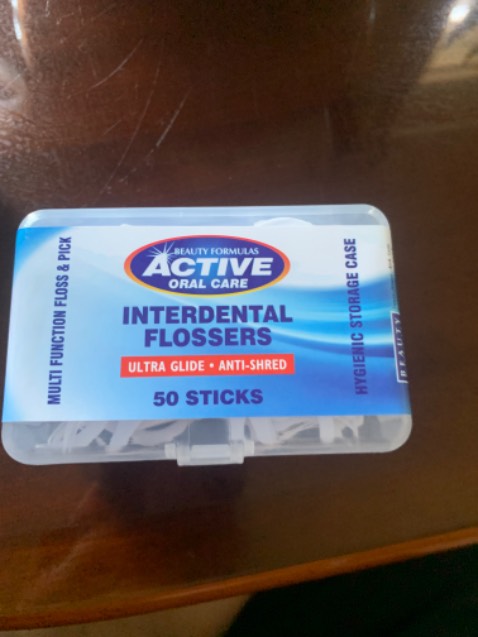 MULTI FUNCTION FLOSS & PICK
BEAUTY FORMULAS
ACTIVE
ORAL CARE
INTERDENTAL
FLOSSERS
ULTRA GLIDE • ANTI-SHRED
50 STICKS
HYGIENIC STORAGE CASE
BEAUTY